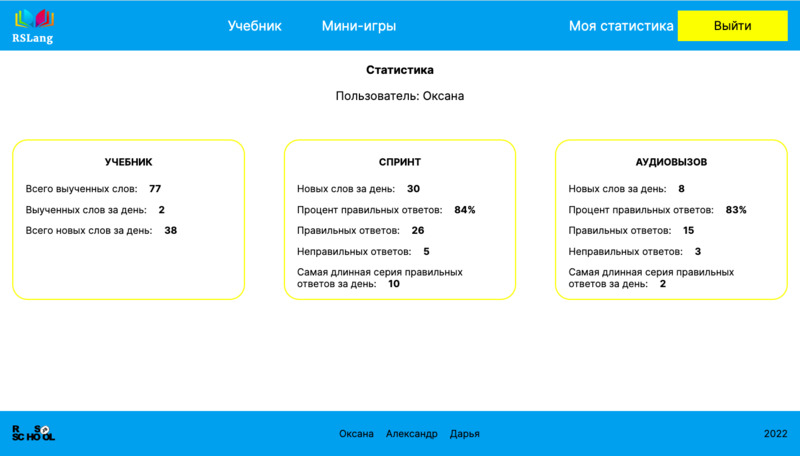 RSLang
Учебник
Мини-игры
Моя статистика
Выйти
Статистика
Пользователь: Оксана
УЧЕБНИК
Всего выученных слов: 77
Выученных слов за день: 2
Всего новых слов за день: 38
СПРИНТ
Новых слов за день: 30
Процент правильных ответов: 84%
Правильных ответов: 26
Неправильных ответов: 5
Самая длинная серия правильных
ответов за день: 10
АУДИОВЫЗОВ
Новых слов за день: 8
Процент правильных ответов: 83%
Правильных ответов: 15
Неправильных ответов: 3
Самая длинная серия правильных
ответов за день: 2
R S
SCHOOL
Оксана Александр Дарья
2022